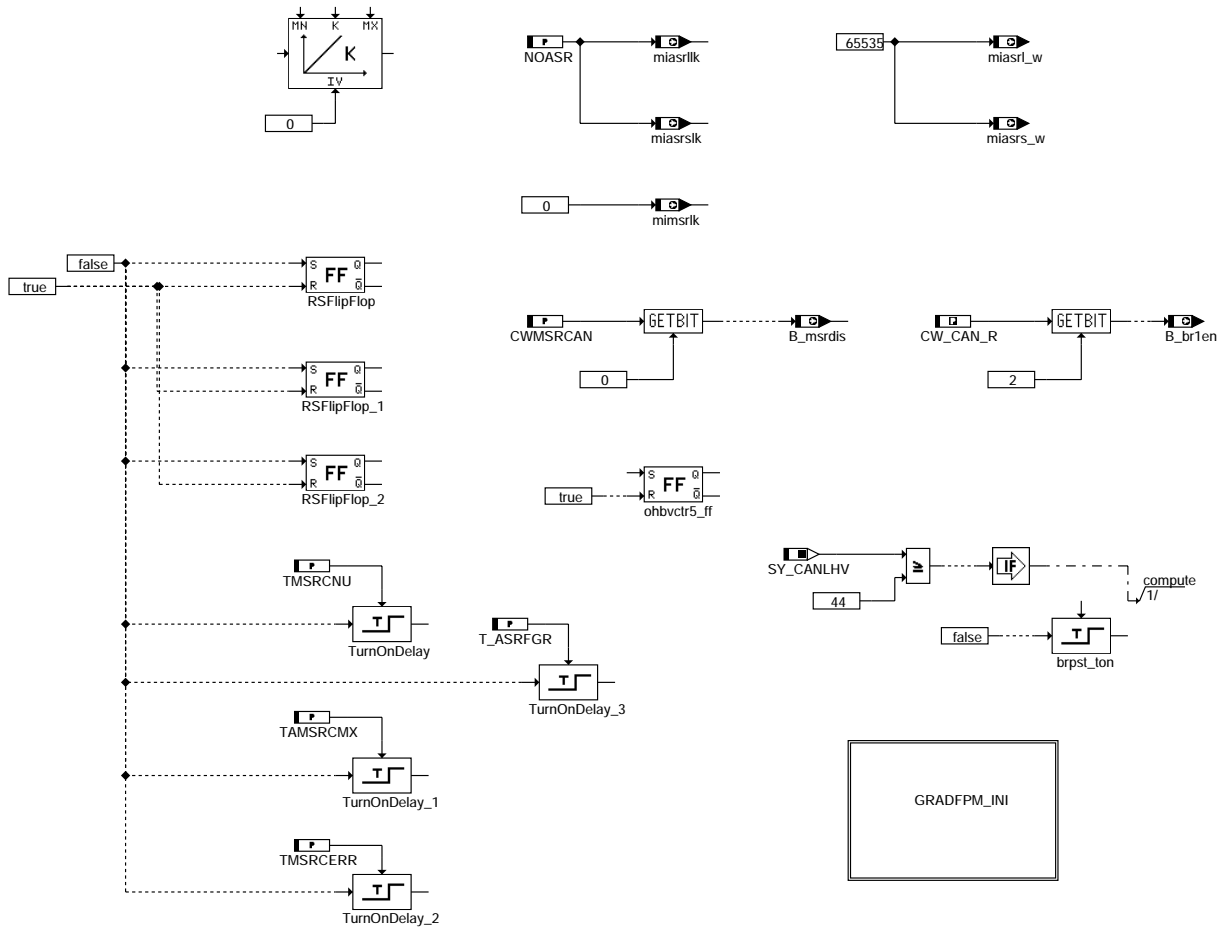 MN K MX
K
IV
0
P
NOASR
miasrllk
miasrslk
65535
miasrl_w
miasrs_w
0
mimsrlk
false
true
S Q
FF
R Q
RSFlipFlop
S Q
FF
R Q
RSFlipFlop_1
S Q
FF
R Q
RSFlipFlop_2
P
CWMSRCAN
GETBIT
B_msrdis
0
CW_CAN_R
GETBIT
B_br1en
2
true
S Q
FF
R Q
ohbvctr5_ff
SY_CANLHV
44
≥
IF
compute
1/
false
T
brpst_ton
P
TMSRCNU
T
TurnOnDelay
P
T_ASRFGR
T
TurnOnDelay_3
P
TAMSRCMX
T
TurnOnDelay_1
P
TMSRCERR
T
TurnOnDelay_2
GRADFPM_INI